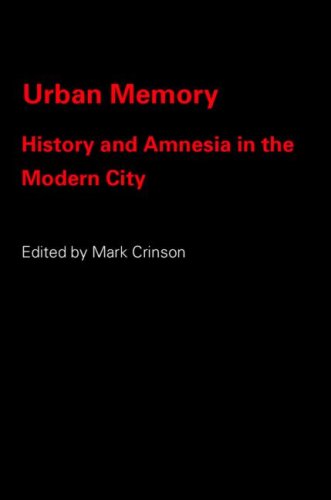 Urban Memory
History and Amnesia in the
Modern City
Edited by Mark Crinson